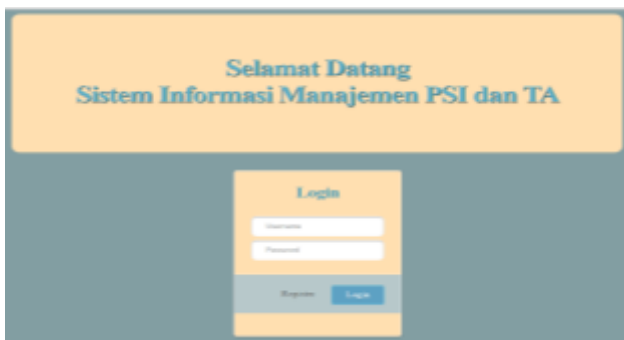 Selamat Datang
Sistem Informasi Manajemen PSI dan TA
Login
Username
Password
Register Login